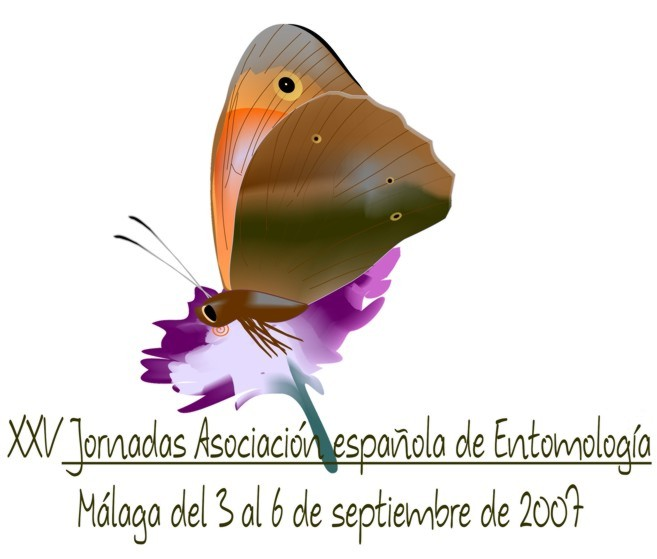 XXV Jornadas Asociación española de Entomología
Málaga del 3 al 6 de septiembre de 2007